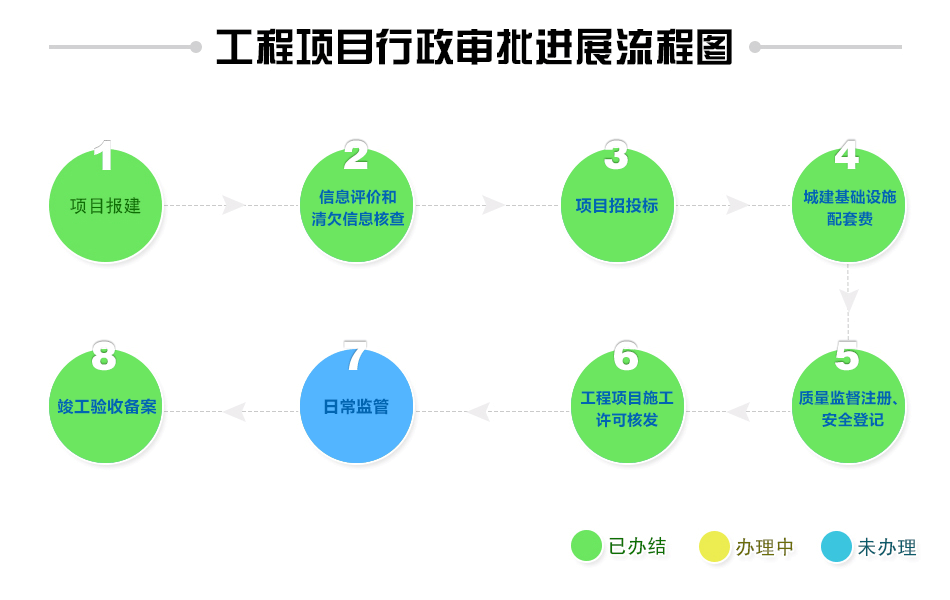 工程项目行政审批进展流程图
1
项目报建
2
信息评价和
清欠信息核查
3
项目招投标
4
城建基础设施
配套费
5
质量监督注册、
安全登记
6
工程项目施工
许可核发
7
日常监管
8
竣工验收备案
已办结
办理中
未办理